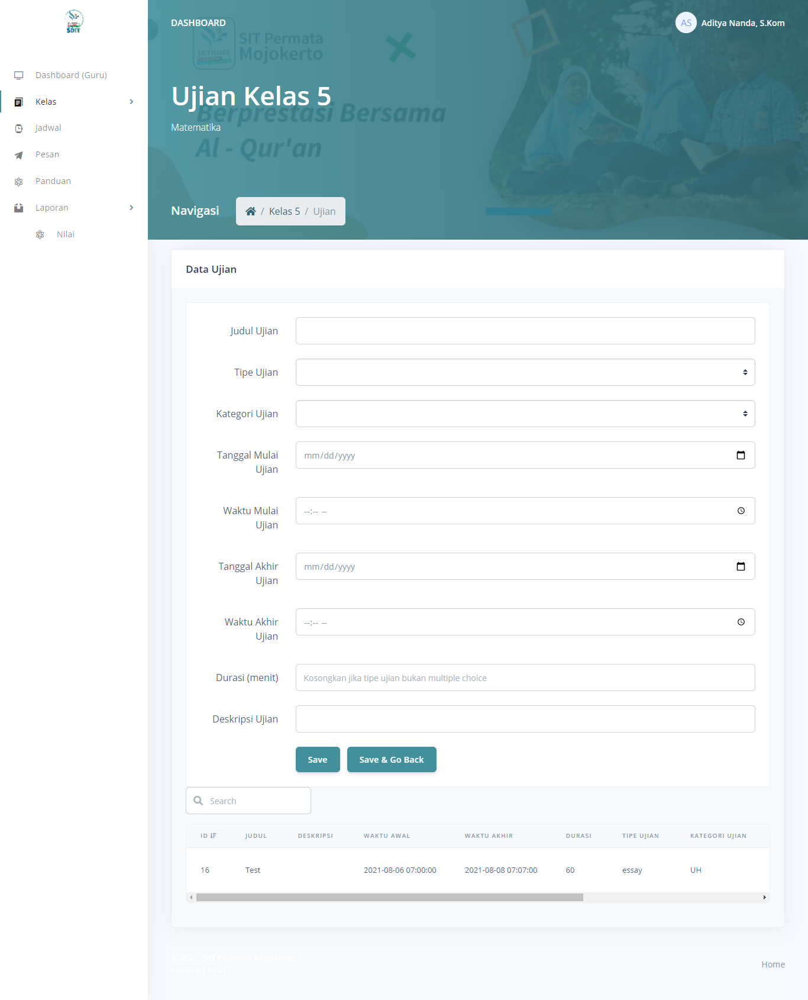 SDIT
DASHBOARD
AS
Aditya Nanda, S.Kom
SIT Permata
Mojokerto
permata
Dashboard (Guru)
Kelas
Jadwal
Pesan
Panduan
Laporan
Nilai
Ujian Kelas 5
Berprestasi Bersama
Matematika
Al - Qur'an
Navigasi
/ Kelas 5 / Ujian
Data Ujian
Judul Ujian
Tipe Ujian
Kategori Ujian
Tanggal Mulai
Ujian
mm/dd/yyyy
Waktu Mulai
Ujian
--:-- --
Tanggal Akhir
Ujian
mm/dd/yyyy
Waktu Akhir
Ujian
--:-- --
Durasi (menit)
Kosongkan jika tipe ujian bukan multiple choice
Deskripsi Ujian
Save
Save & Go Back
Search
ID JUDUL DESKRIPSI WAKTU AWAL WAKTU AKHIR DURASI TIPE UJIAN KATEGORI UJIAN
16 Test 2021-08-06 07:00:00 2021-08-08 07:07:00 60 essay UH
© 2021 SIT Permata Mojokerto
Powered by
Home